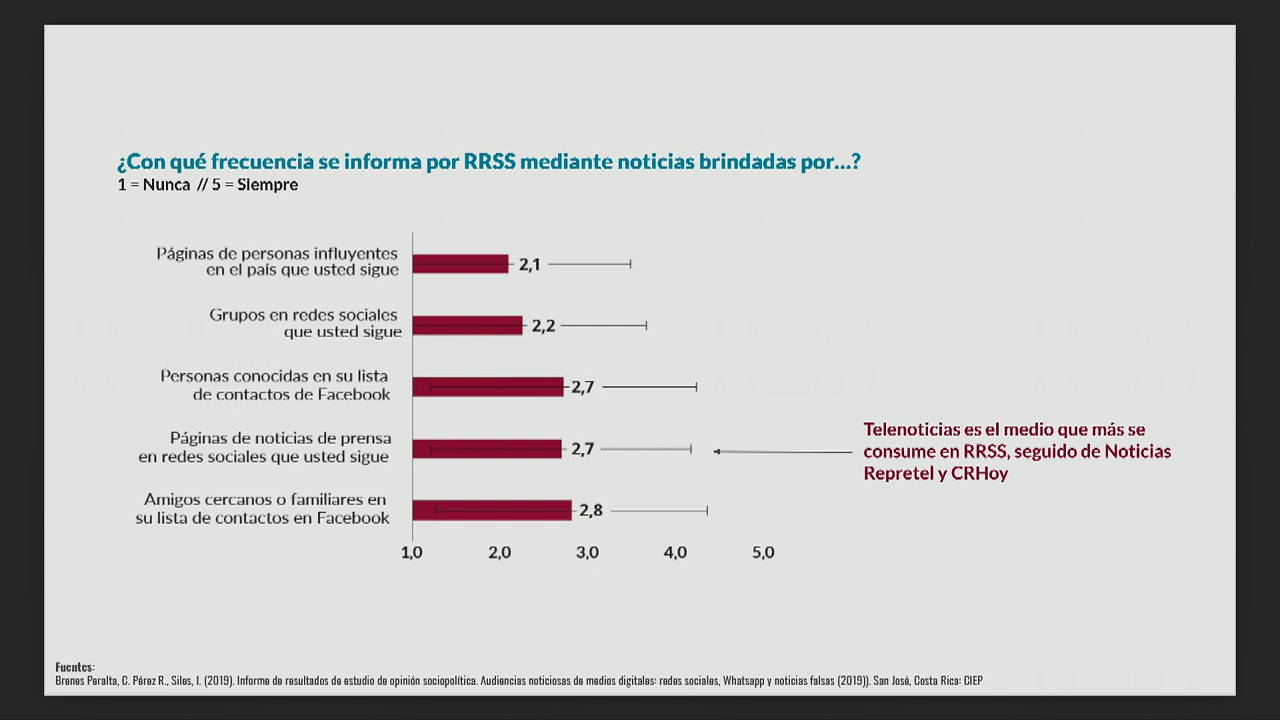 ¿Con qué frecuencia se informa por RRSS mediante noticias brindadas por...?
1 = Nunca // 5 = Siempre
Páginas de personas influyentes
en el país que usted sigue
2,1
Grupos en redes sociales
que usted sigue
2,2
Personas conocidas en su lista
de contactos de Facebook
2,7
Páginas de noticias de prensa
en redes sociales que usted sigue
2,7
Telenoticias es el medio que más se
consume en RRSS, seguido de Noticias
Repretel y CRHoy
Amigos cercanos o familiares en
su lista de contactos en Facebook
2,8
1,0 2,0 3,0 4,0 5,0
Fuentes:
Brenes Peralta, C. Pérez R., Siles, I. (2019). Informe de resultados de estudio de opinión sociopolítica. Audiencias noticiosas de medios digitales: redes sociales, Whatsapp y noticias falsas (2019)). San José, Costa Rica: CIEP